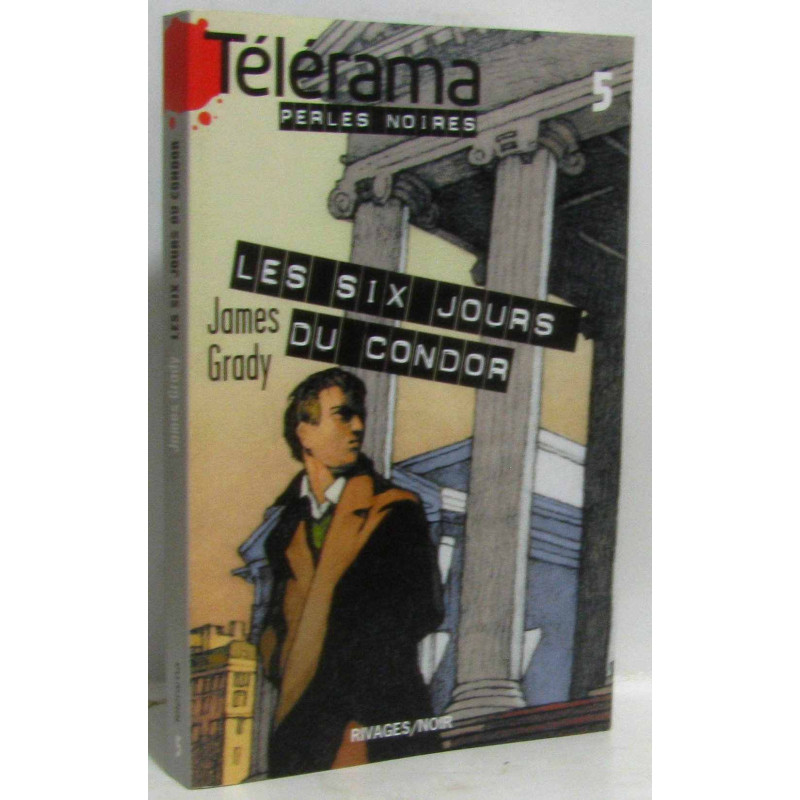 Télérama
PERLES NOIRES
5
LES SIX JOURS
DU CONDOR
James
Grady
RIVAGES/NOIR
James Grady LES SIX JOURS DU CONDOR
5